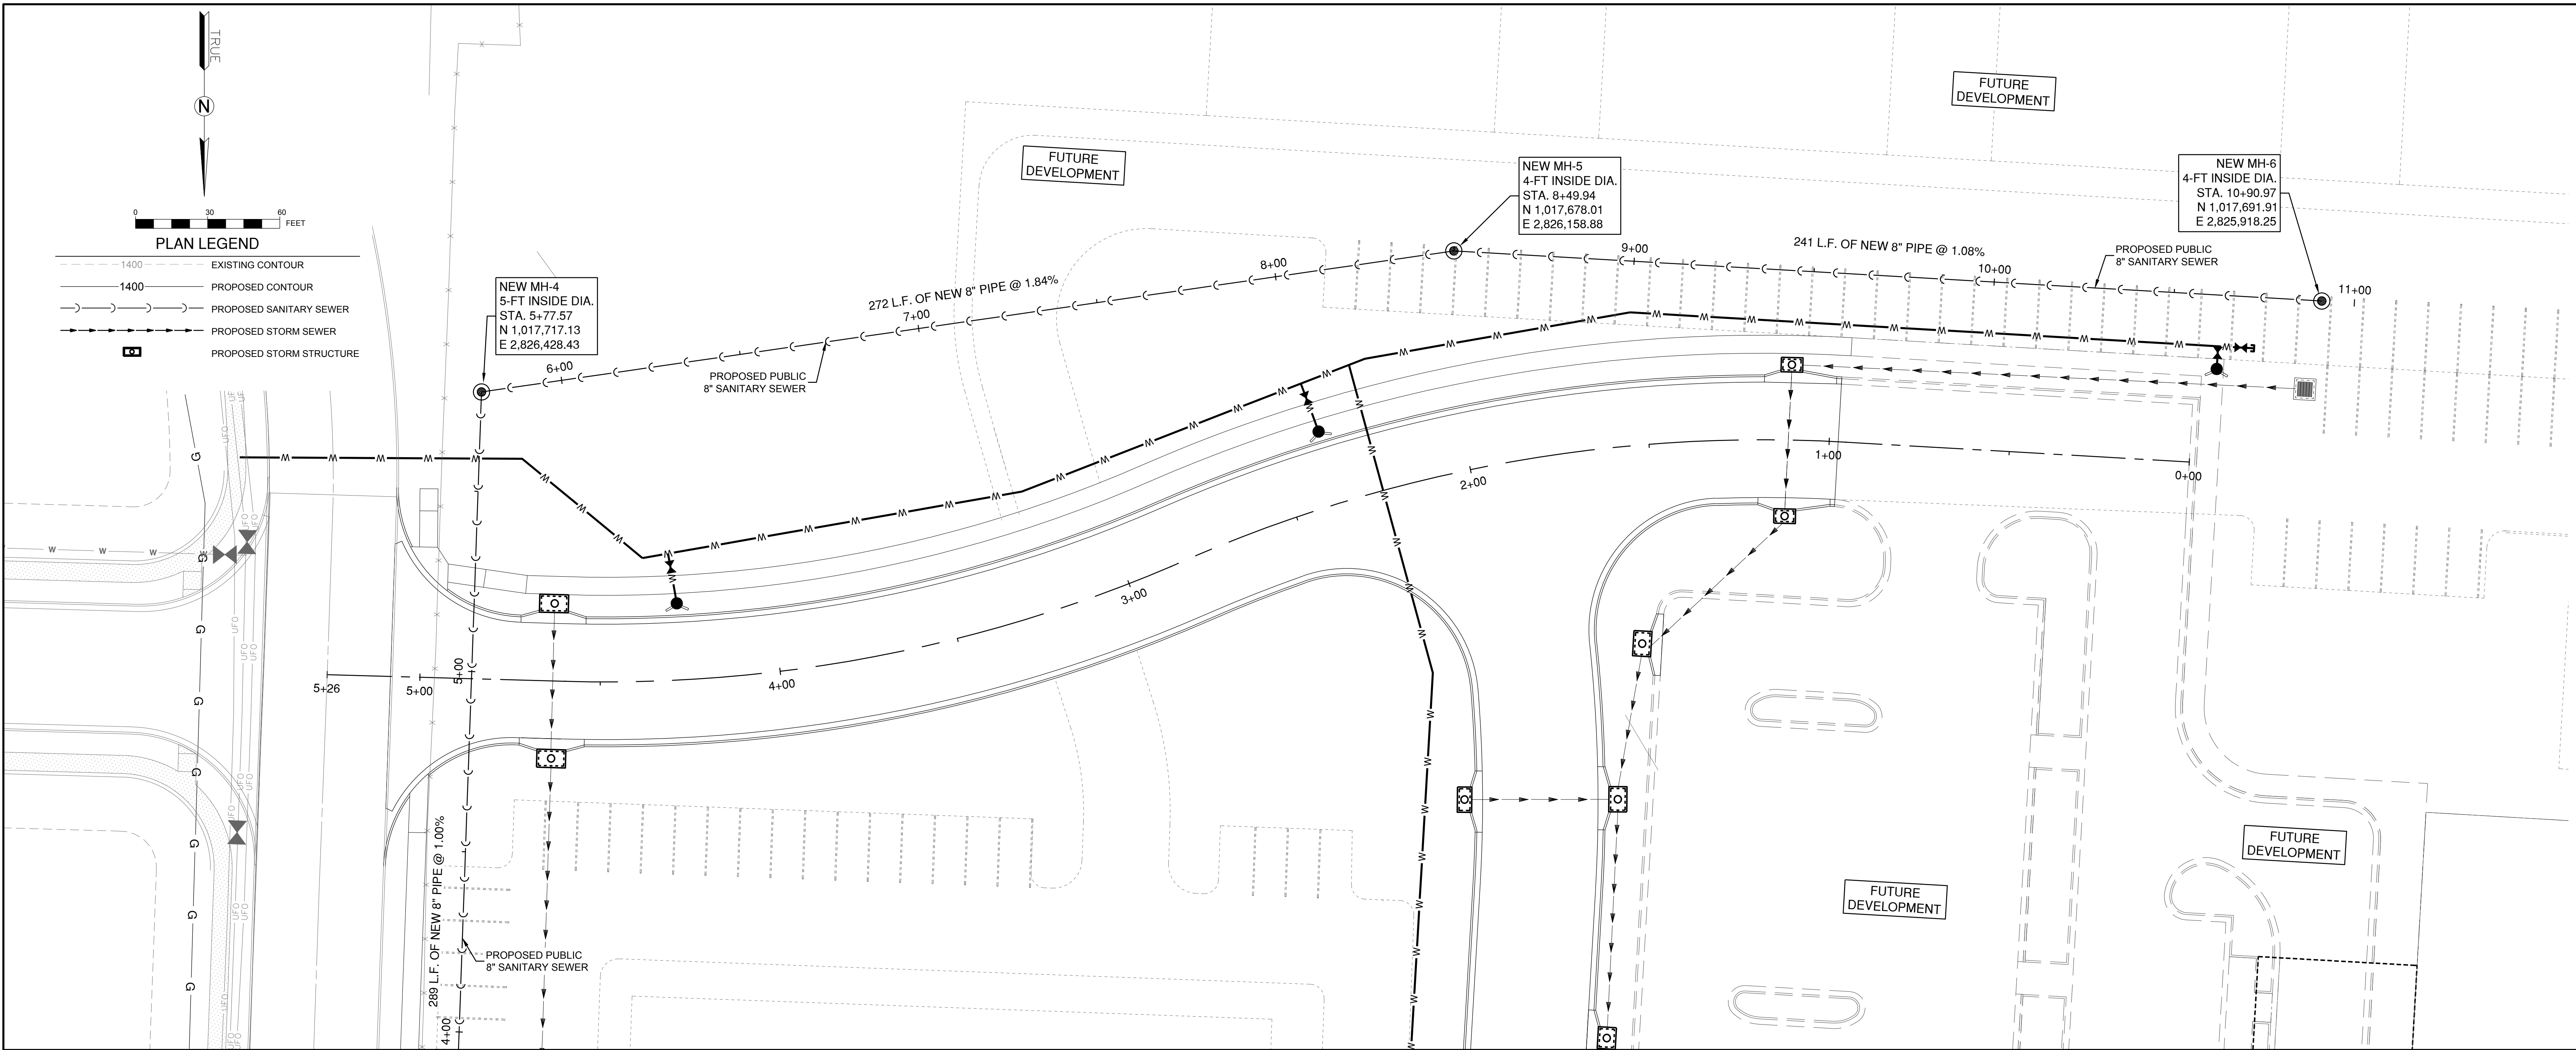 TRUE
N
0 30 60
FEET
PLAN LEGEND
1400 EXISTING CONTOUR
1400 PROPOSED CONTOUR
PROPOSED SANITARY SEWER
PROPOSED STORM SEWER
PROPOSED STORM STRUCTURE
NEW MH-4
5-FT INSIDE DIA.
STA. 5+77.57
N 1,017,717.13
E 2,826,428.43
FUTURE
DEVELOPMENT
NEW MH-5
4-FT INSIDE DIA.
STA. 8+49.94
N 1,017,678.01
E 2,826,158.88
FUTURE
DEVELOPMENT
NEW MH-6
4-FT INSIDE DIA.
STA. 10+90.97
N 1,017,691.91
E 2,825,918.25
272 L.F. OF NEW 8" PIPE @ 1.84%
241 L.F. OF NEW 8" PIPE @ 1.08%
PROPOSED PUBLIC
8" SANITARY SEWER
6+00
7+00
8+00
9+00
10+00
11+00
PROPOSED PUBLIC
8" SANITARY SEWER
0+00
1+00
2+00
3+00
4+00
5+00
5+26
5+00
289 L.F. OF NEW 8" PIPE @ 1.00%
PROPOSED PUBLIC
8" SANITARY SEWER
4+00
FUTURE
DEVELOPMENT
FUTURE
DEVELOPMENT
W W W W
G
G
G
G
G
G
G
G
UFO
UFO
UFO
UFO
UFO
UFO
UFO
UFO